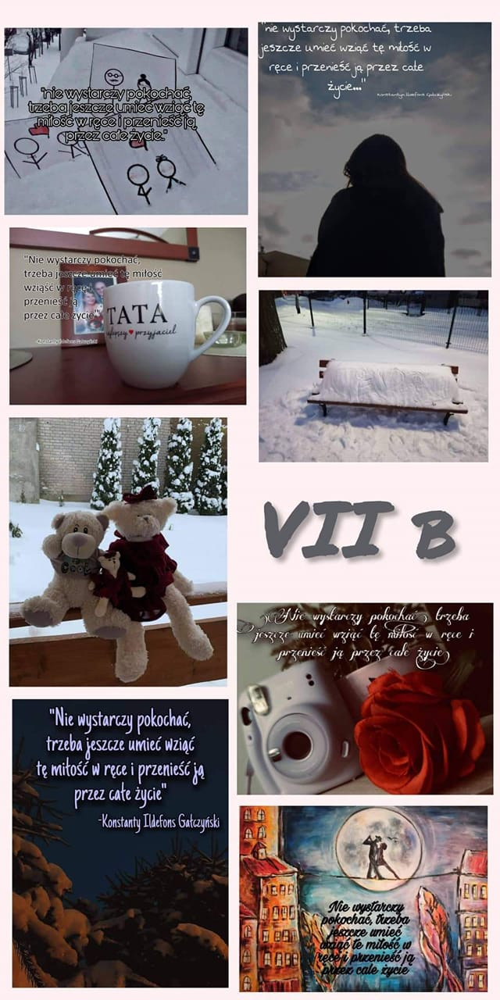 "nie wystarczy pokochać,
trzeba jeszcze umieć wziąć tę
miłość w ręce i przenieść ją
przez całe życie."
"nie wystarczy pokochać, trzeba
jeszcze umieć wziąć tę miłość w
ręce i przenieść ją przez całe
życie..."
Konstanty Ildefons Gałczyński
"Nie wystarczy pokochać,
trzeba jeszcze umieć tę miłość
wziąść w ręce i
przenieść ją
przez całe życie"
-Konstanty Ildefons Gałczyński
TATA
najlepszy przyjaciel
VII B
Nie wystarczy pokochać, trzeba
jeszcze umieć wziąć tę miłość w ręce i
przenieść ją przez całe życie
"Nie wystarczy pokochać,
trzeba jeszcze umieć wziąć
tę miłość w ręce i przenieść ją
przez całe życie"
-Konstanty Ildefons Gałczyński
Nie wystarczy
pokochać, trzeba
jeszcze umieć
wziąć te miłość w
ręce i przenieść ją
przez całe życie